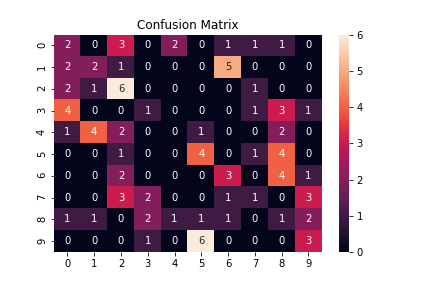 Confusion Matrix
0 2 0 3 0 2 0 1 1 1 0
1 2 2 1 0 0 0 5 0 0 0
2 2 1 6 0 0 0 0 1 0 0
3 4 0 0 1 0 0 0 1 3 1
4 1 4 2 0 0 1 0 0 2 0
5 0 0 1 0 0 4 0 1 4 0
6 0 0 2 0 0 0 3 0 4 1
7 0 0 3 2 0 0 1 1 0 3
8 1 1 0 2 1 1 1 0 1 2
9 0 0 0 1 0 6 0 0 0 3
0 1 2 3 4 5 6 7 8 9
6
5
4
3
2
1
0